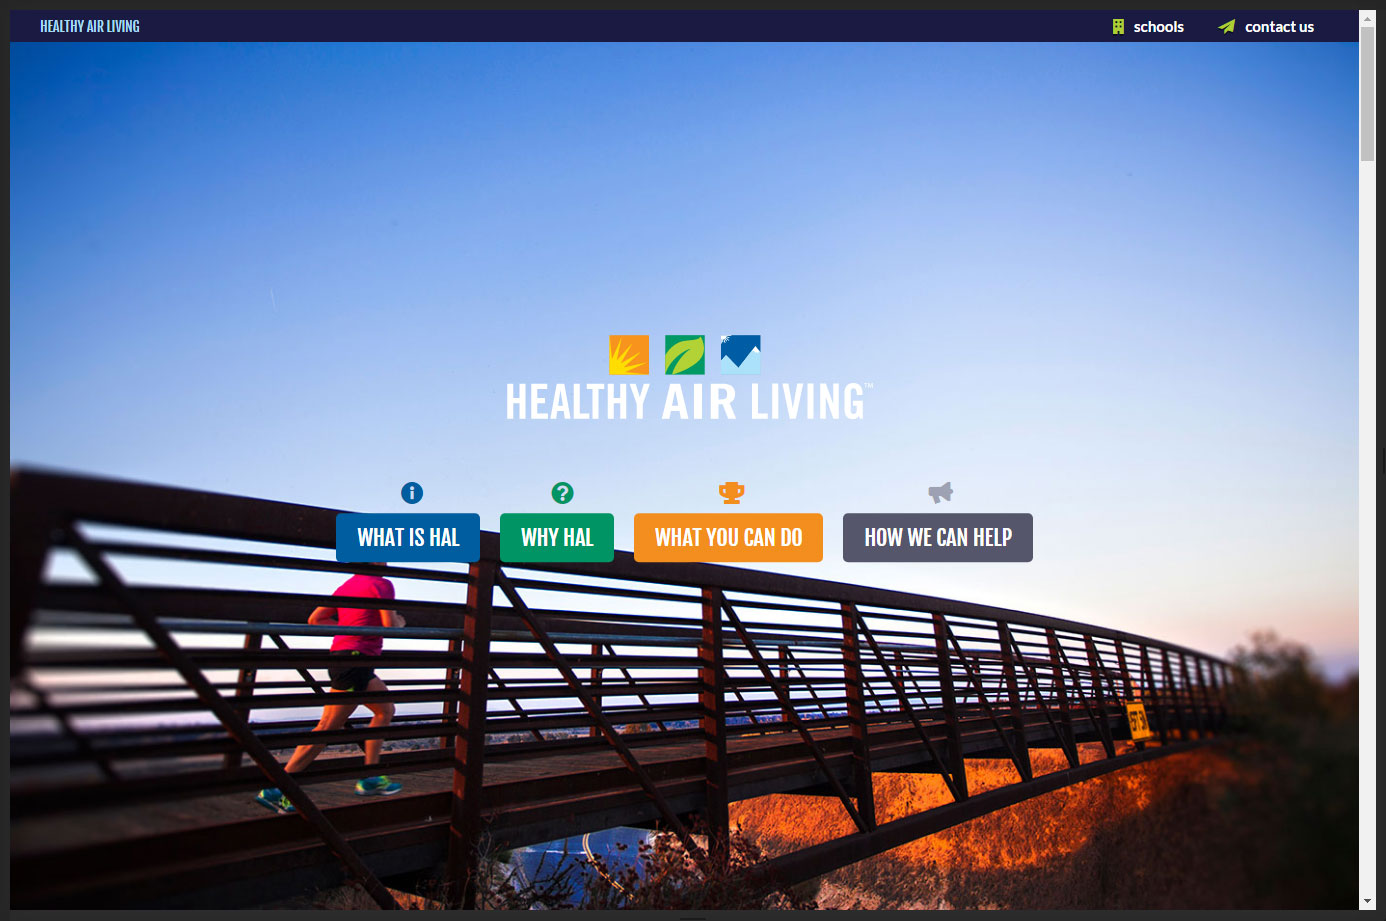 HEALTHY AIR LIVING
schools
contact us
HEALTHY AIR LIVING™
WHAT IS HAL
WHY HAL
WHAT YOU CAN DO
HOW WE CAN HELP